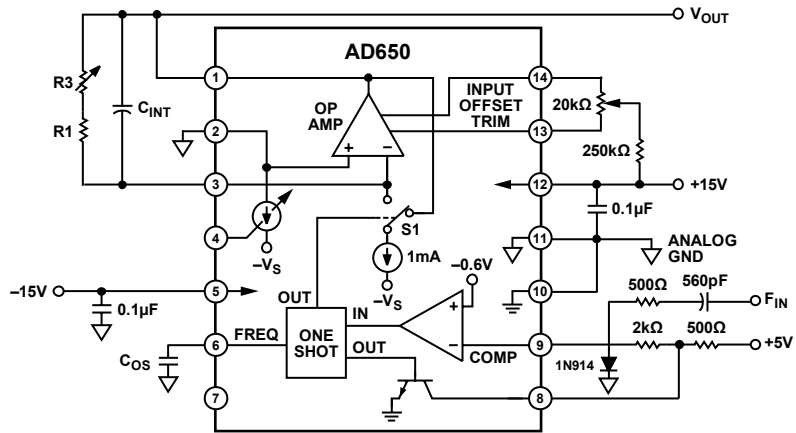 V_OUT
AD650
R3
C_INT
R1
1
2
3
4
5
6
7
OP
AMP
+
–
INPUT
OFFSET
TRIM
14
13
12
11
10
9
8
20kΩ
250kΩ
+15V
0.1µF
ANALOG
GND
S1
1mA
–V_S
–V_S
–0.6V
–15V
0.1µF
OUT
IN
FREQ
ONE
SHOT
OUT
+
–
COMP
C_OS
500Ω
560pF
F_IN
2kΩ
500Ω
+5V
1N914